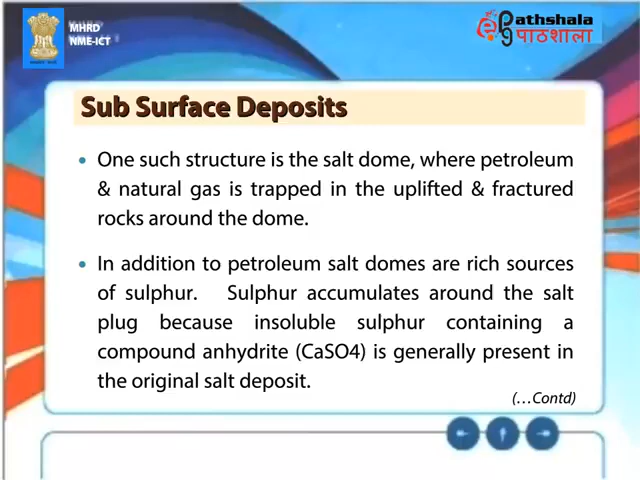 MHRD
NME-ICT
ePathshala
पाठशाला
Sub Surface Deposits
• One such structure is the salt dome, where petroleum
& natural gas is trapped in the uplifted & fractured
rocks around the dome.
• In addition to petroleum salt domes are rich sources
of sulphur. Sulphur accumulates around the salt
plug because insoluble sulphur containing a
compound anhydrite (CaSO4) is generally present in
the original salt deposit.
(...Contd)